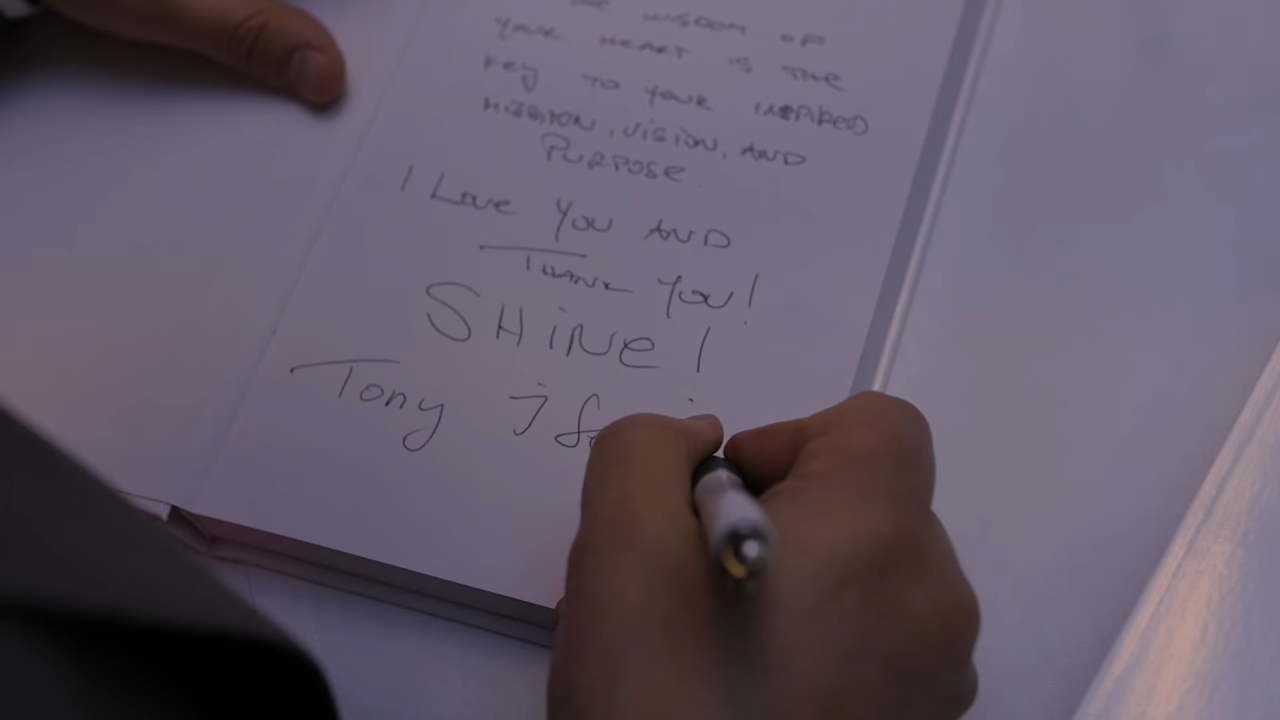 THE WISDOM OF
YOUR HEART IS THE
KEY TO YOUR INSPIRED
MISSION, VISION, AND
PURPOSE.
I Love You AND
THANK YOU!
SHiNe!
Tony j